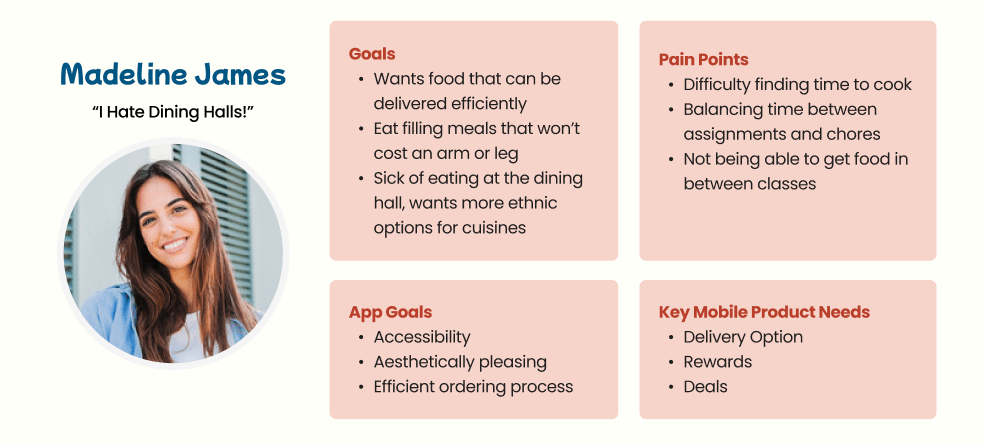 Madeline James
“I Hate Dining Halls!”
Goals
• Wants food that can be
delivered efficiently
• Eat filling meals that won’t
cost an arm or leg
• Sick of eating at the dining
hall, wants more ethnic
options for cuisines
Pain Points
• Difficulty finding time to cook
• Balancing time between
assignments and chores
• Not being able to get food in
between classes
App Goals
• Accessibility
• Aesthetically pleasing
• Efficient ordering process
Key Mobile Product Needs
• Delivery Option
• Rewards
• Deals